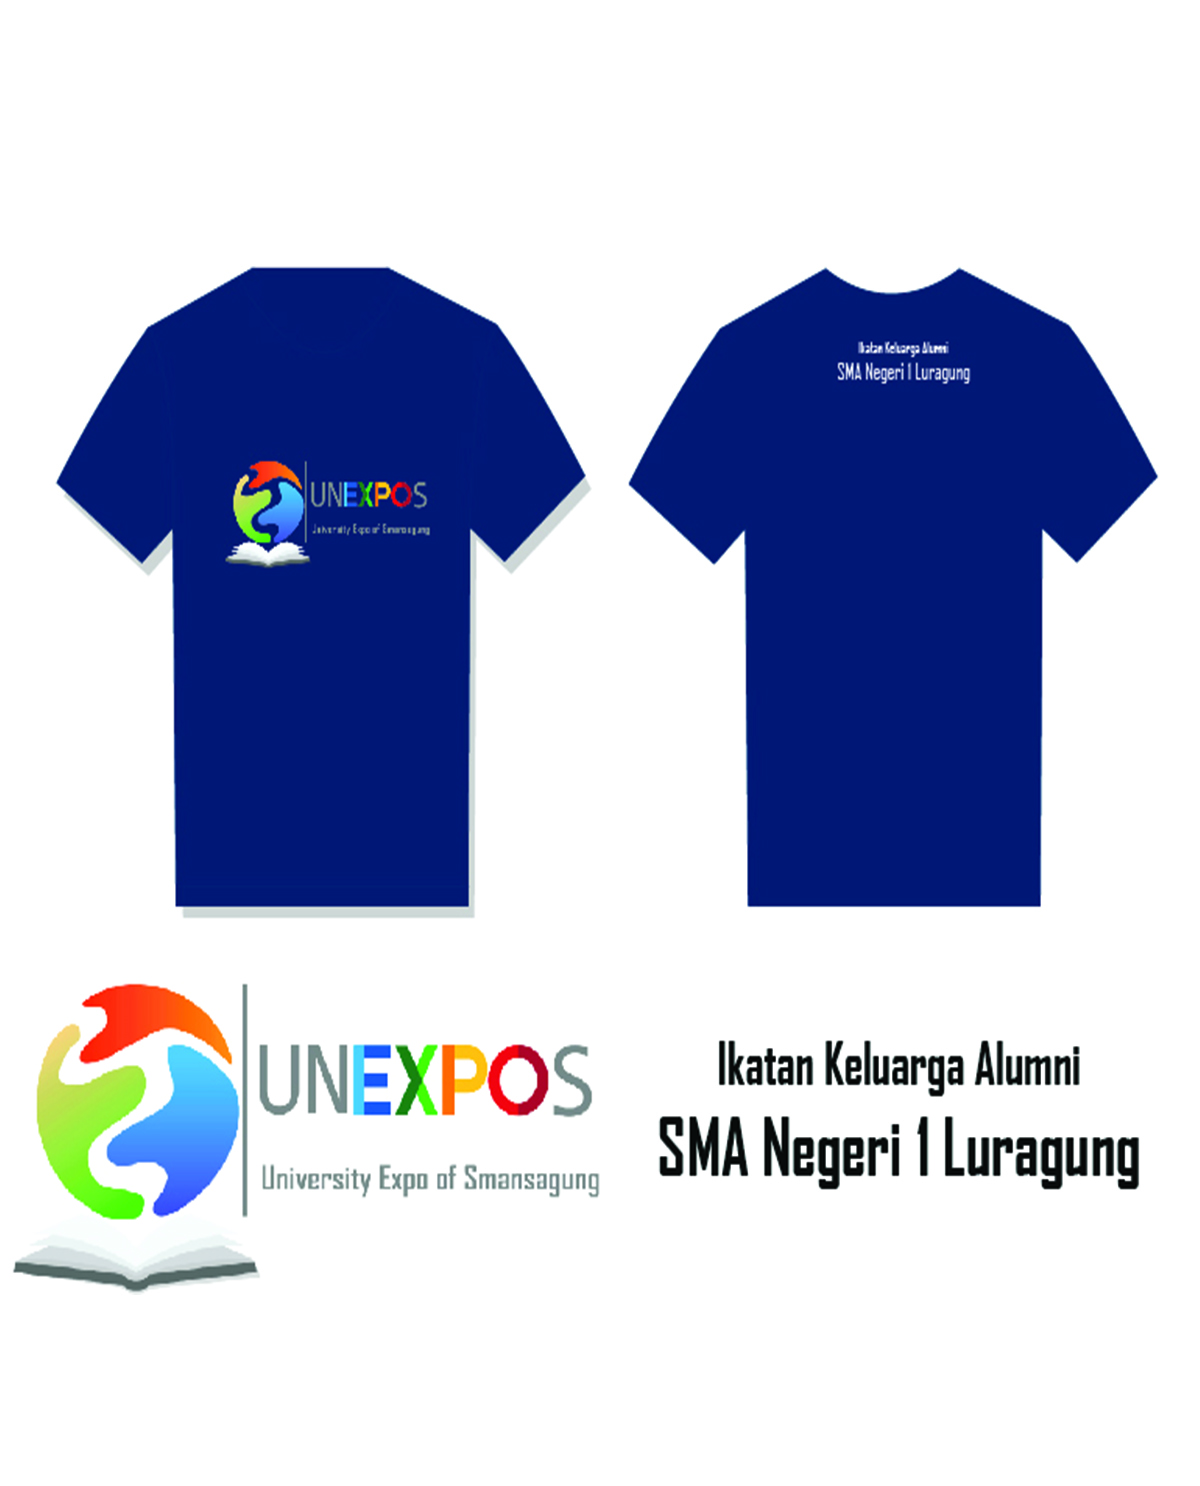 UNEXPOS
University Expo of Smansagung
Ikatan Keluarga Alumni
SMA Negeri 1 Luragung
UNEXPOS
University Expo of Smansagung
Ikatan Keluarga Alumni
SMA Negeri 1 Luragung